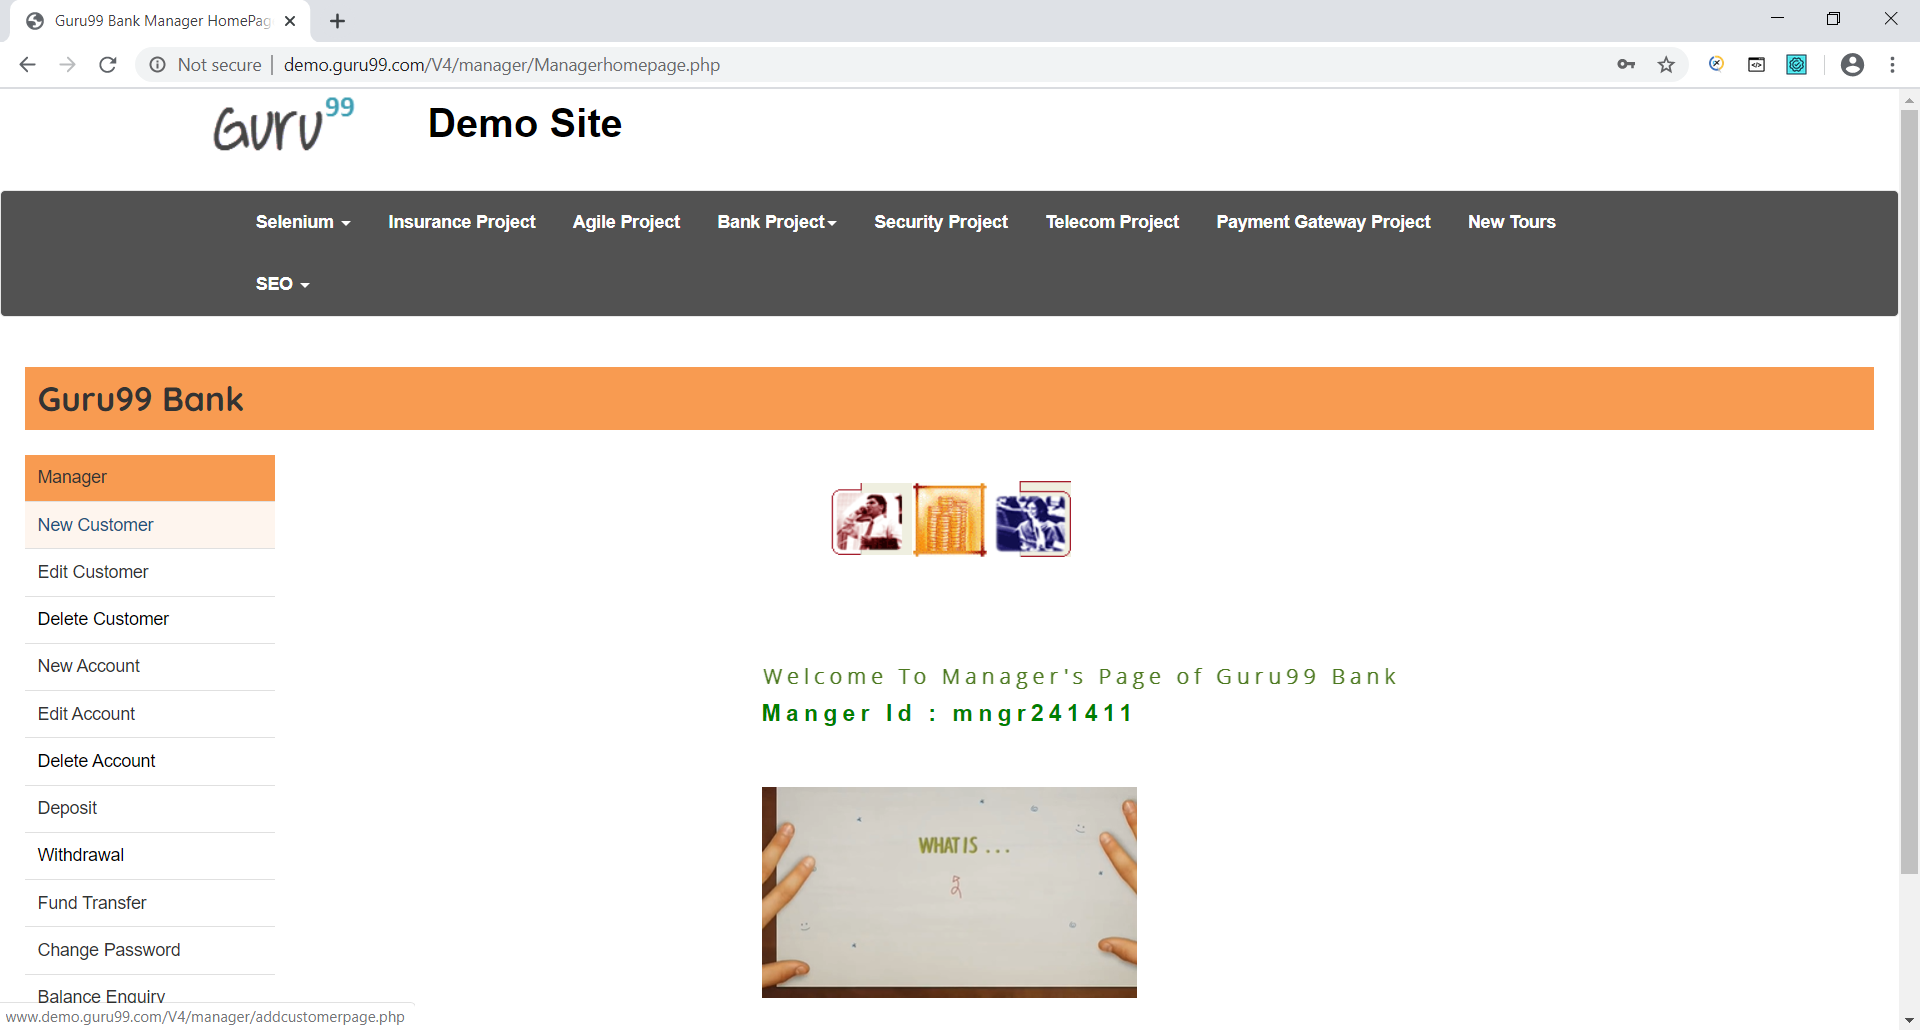 Guru99 Bank Manager HomePag
Not secure | demo.guru99.com/V4/manager/Managerhomepage.php
Guru99
Demo Site
Selenium Insurance Project Agile Project Bank Project Security Project Telecom Project Payment Gateway Project New Tours
SEO
Guru99 Bank
Manager
New Customer
Edit Customer
Delete Customer
New Account
Edit Account
Delete Account
Deposit
Withdrawal
Fund Transfer
Change Password
Balance Enquiry
Welcome To Manager's Page of Guru99 Bank
Manger Id : mngr241411
WHAT IS ...
www.demo.guru99.com/V4/manager/addcustomerpage.php